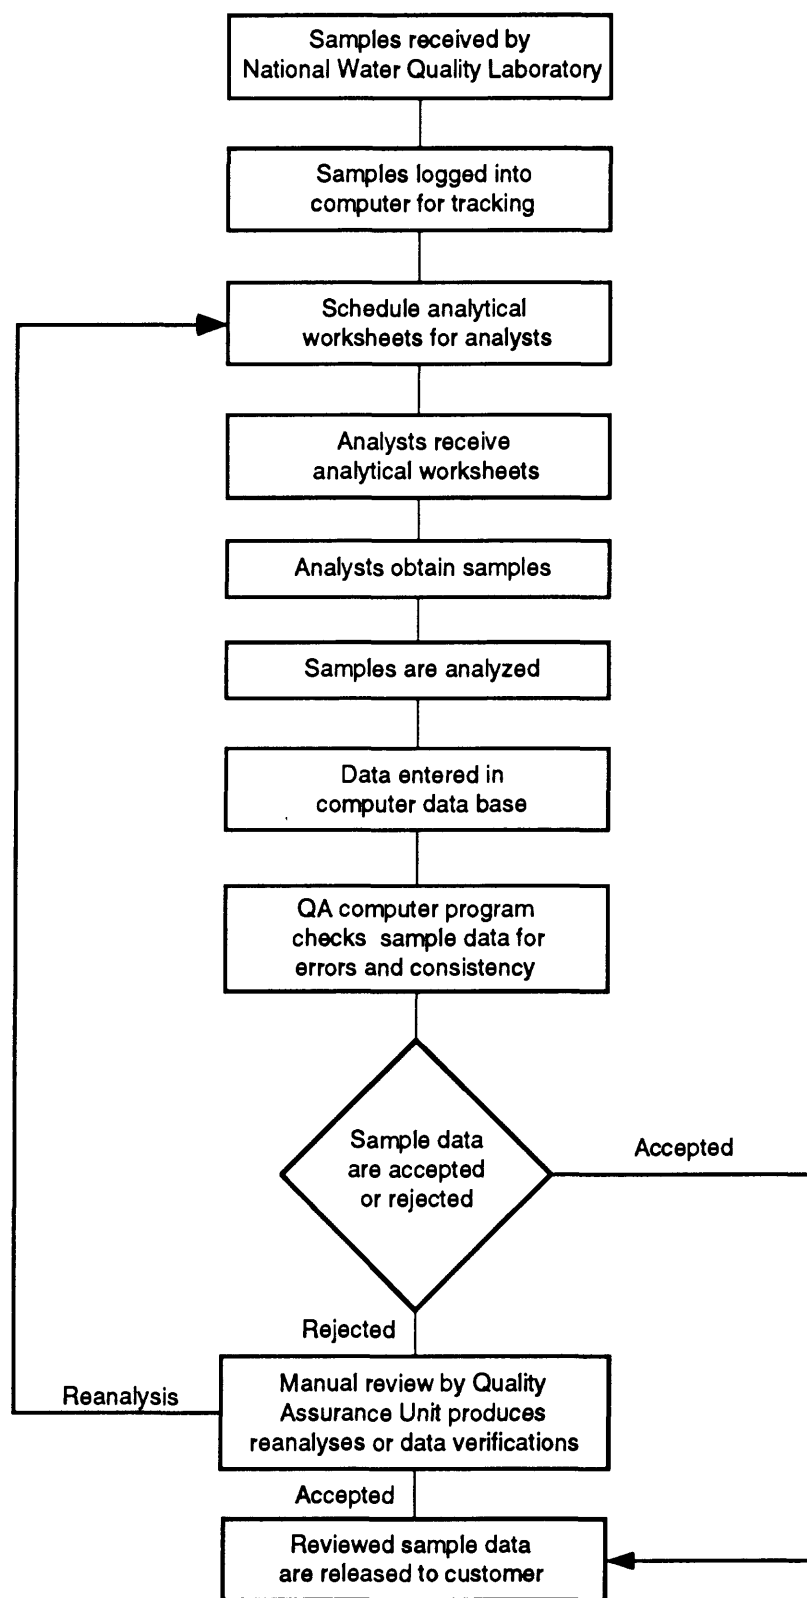 Samples received by
National Water Quality Laboratory
Samples logged into
computer for tracking
Schedule analytical
worksheets for analysts
Analysts receive
analytical worksheets
Analysts obtain samples
Samples are analyzed
Data entered in
computer data base
QA computer program
checks sample data for
errors and consistency
Sample data
are accepted
or rejected
Accepted
Rejected
Reanalysis
Manual review by Quality
Assurance Unit produces
reanalyses or data verifications
Accepted
Reviewed sample data
are released to customer